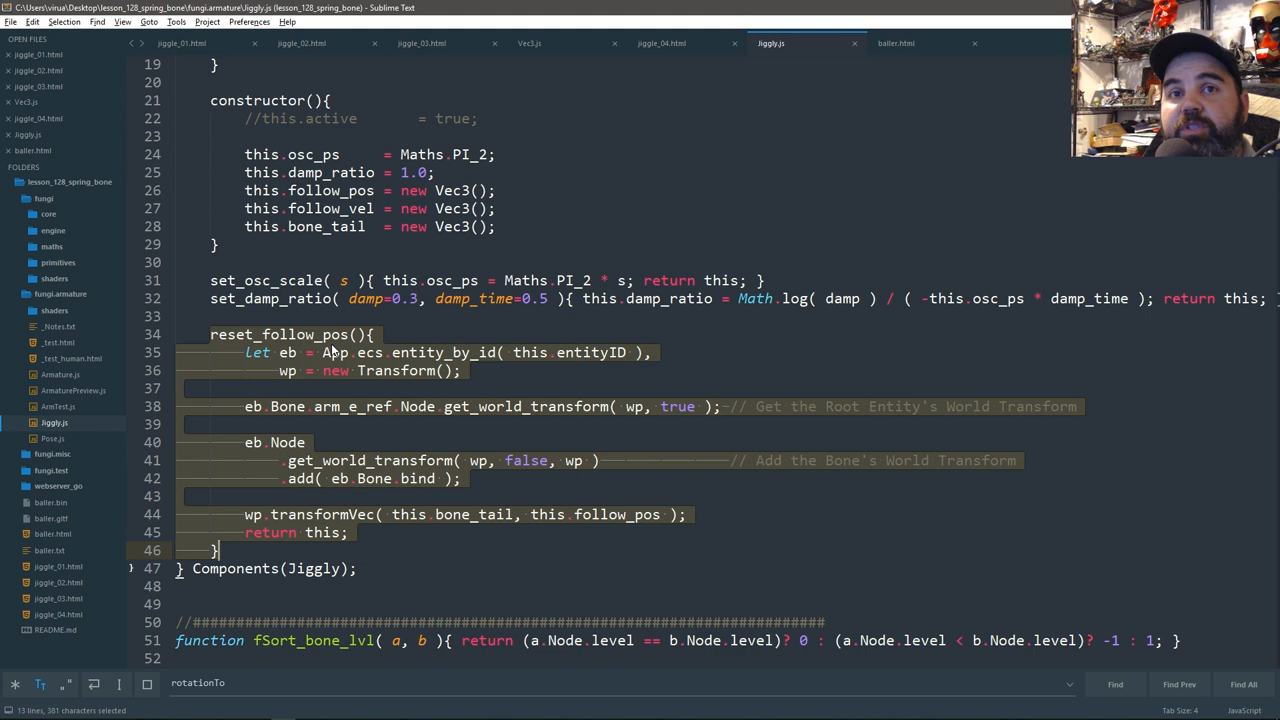 C:\Users\virua\Desktop\lesson_128_spring_bone\fungi.armature\Jiggly.js (lesson_128_spring_bone) - Sublime Text
File Edit Selection Find View Goto Tools Project Preferences Help
OPEN FILES
jiggle_01.html
jiggle_02.html
jiggle_03.html
Vec3.js
jiggle_04.html
Jiggly.js
baller.html
FOLDERS
lesson_128_spring_bone
fungi
core
engine
maths
primitives
shaders
fungi.armature
shaders
_Notes.txt
_test.html
_test_human.html
Armature.js
ArmaturePreview.js
ArmTest.js
Jiggly.js
Pose.js
fungi.misc
fungi.test
webserver_go
baller.bin
baller.gltf
baller.html
baller.txt
jiggle_01.html
jiggle_02.html
jiggle_03.html
jiggle_04.html
README.md
jiggle_01.html jiggle_02.html jiggle_03.html Vec3.js jiggle_04.html Jiggly.js baller.html
19 }
20
21 constructor(){
22 //this.active = true;
23
24 this.osc_ps = Maths.PI_2;
25 this.damp_ratio = 1.0;
26 this.follow_pos = new Vec3();
27 this.follow_vel = new Vec3();
28 this.bone_tail = new Vec3();
29 }
30
31 set_osc_scale( s ){ this.osc_ps = Maths.PI_2 * s; return this; }
32 set_damp_ratio( damp=0.3, damp_time=0.5 ){ this.damp_ratio = Math.log( damp ) / ( -this.osc_ps * damp_time ); return this;
33
34 reset_follow_pos(){
35 let eb = App.ecs.entity_by_id( this.entityID ),
36 wp = new Transform();
37
38 eb.Bone.arm_e_ref.Node.get_world_transform( wp, true ); // Get the Root Entity's World Transform
39
40 eb.Node
41 .get_world_transform( wp, false, wp ) // Add the Bone's World Transform
42 .add( eb.Bone.bind );
43
44 wp.transformVec( this.bone_tail, this.follow_pos );
45 return this;
46 }
47 } Components(Jiggly);
48
49
50 //#########################################################################
51 function fSort_bone_lvl( a, b ){ return (a.Node.level == b.Node.level)? 0 : (a.Node.level < b.Node.level)? -1 : 1; }
52
rotationTo
Find Find Prev Find All
13 lines, 381 characters selected
Tab Size: 4 JavaScript